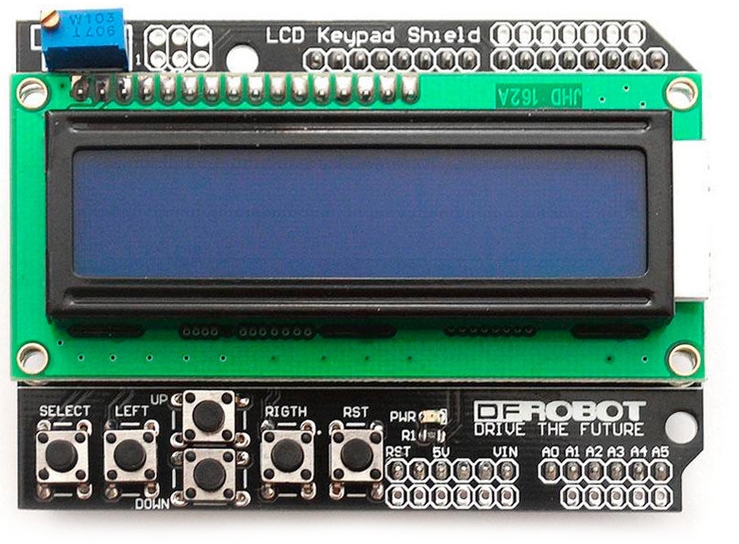 W103
LCD Keypad Shield
1
JHD 162A
UP
SELECT LEFT RIGTH RST
PWR
R1
DFROBOT
DRIVE THE FUTURE
RST 5V VIN A0 A1 A2 A3 A4 A5
DOWN